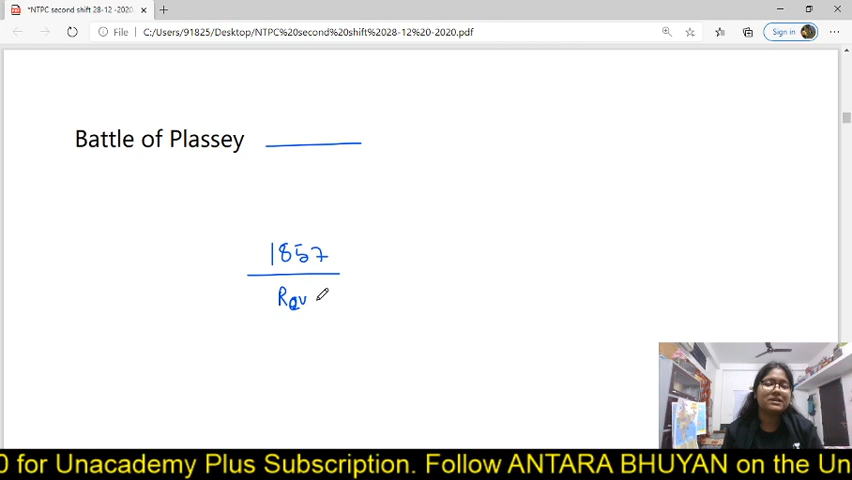 *NTPC second shift 28-12 -2020.
File
C:/Users/91825/Desktop/NTPC%20second%20shift%2028-12%20-2020.pdf
Sign in
Battle of Plassey
1857
Rev
0 for Unacademy Plus Subscription. Follow ANTARA BHUYAN on the Un